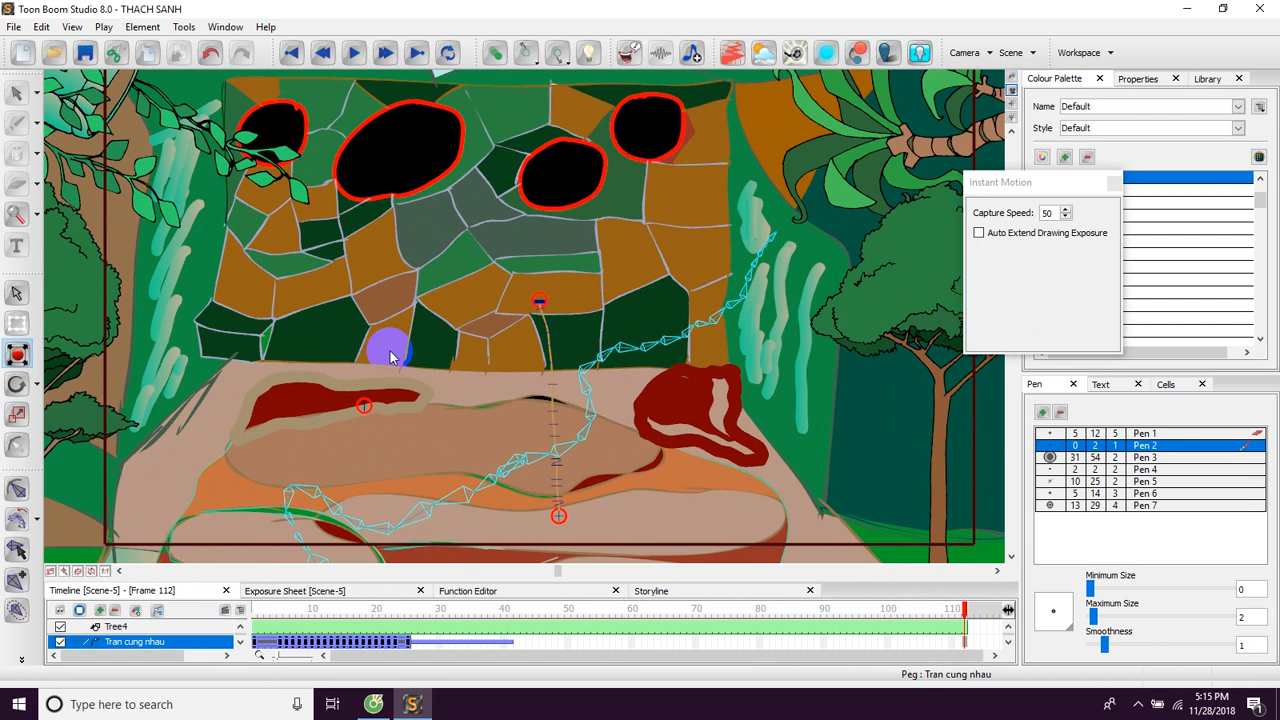 Toon Boom Studio 8.0 - THACH SANH
File Edit View Play Element Tools Window Help
Camera Scene Workspace
Colour Palette Properties Library
Name Default
Style Default
Instant Motion
Capture Speed: 50
Auto Extend Drawing Exposure
Pen Text Cells
5 12 5 Pen 1
0 2 1 Pen 2
31 54 2 Pen 3
2 2 2 Pen 4
10 25 2 Pen 5
5 14 3 Pen 6
13 29 4 Pen 7
Minimum Size 0
Maximum Size 2
Smoothness 1
Timeline [Scene-5] - [Frame 112] Exposure Sheet [Scene-5] Function Editor Storyline
10 20 30 40 50 60 70 80 90 100 110
Tree4
Tran cung nhau
Peg : Tran cung nhau
Type here to search
5:15 PM
11/28/2018